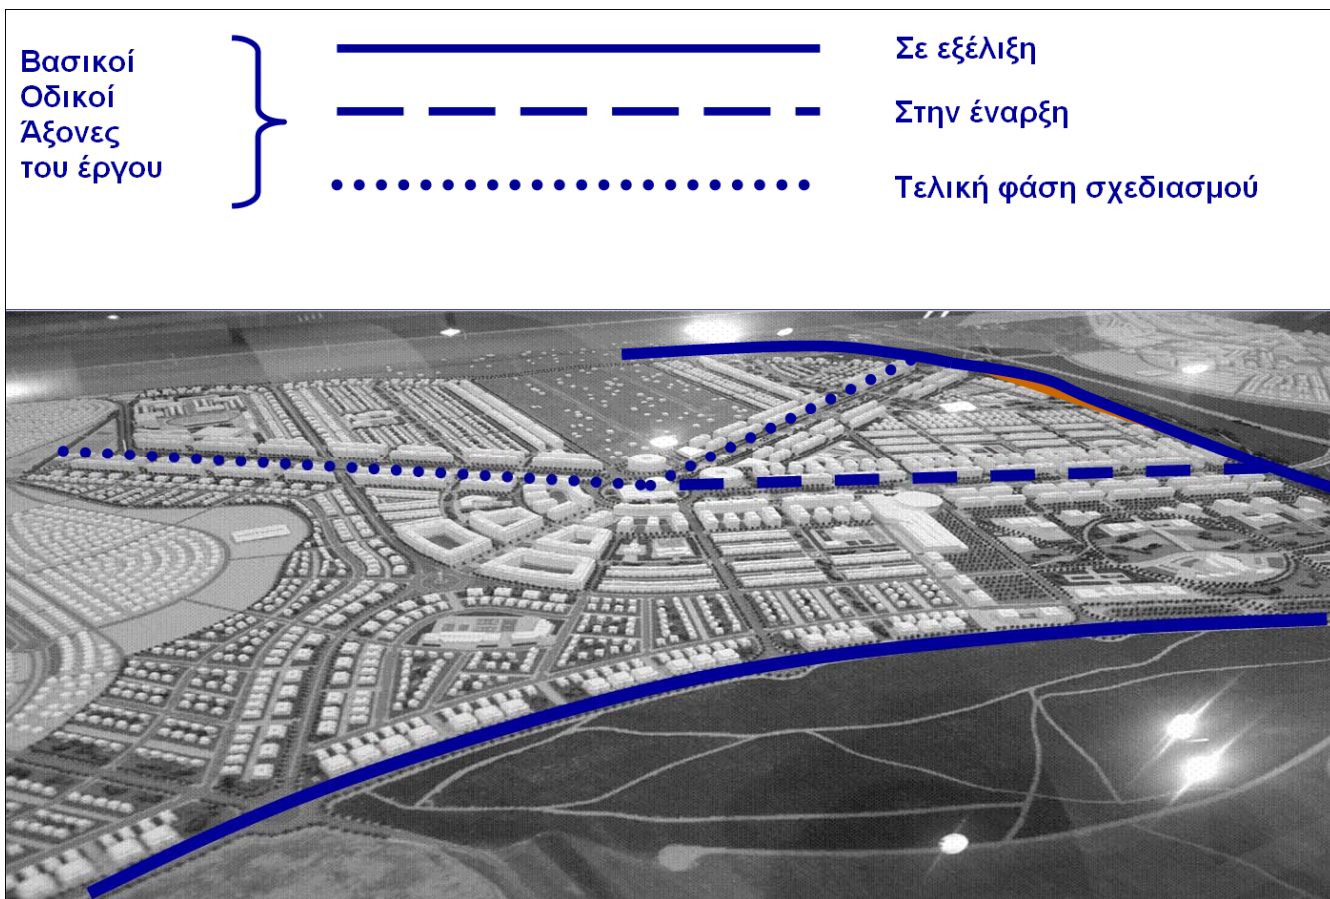 Βασικοί
Οδικοί
Άξονες
του έργου
Σε εξέλιξη
Στην έναρξη
Τελική φάση σχεδιασμού